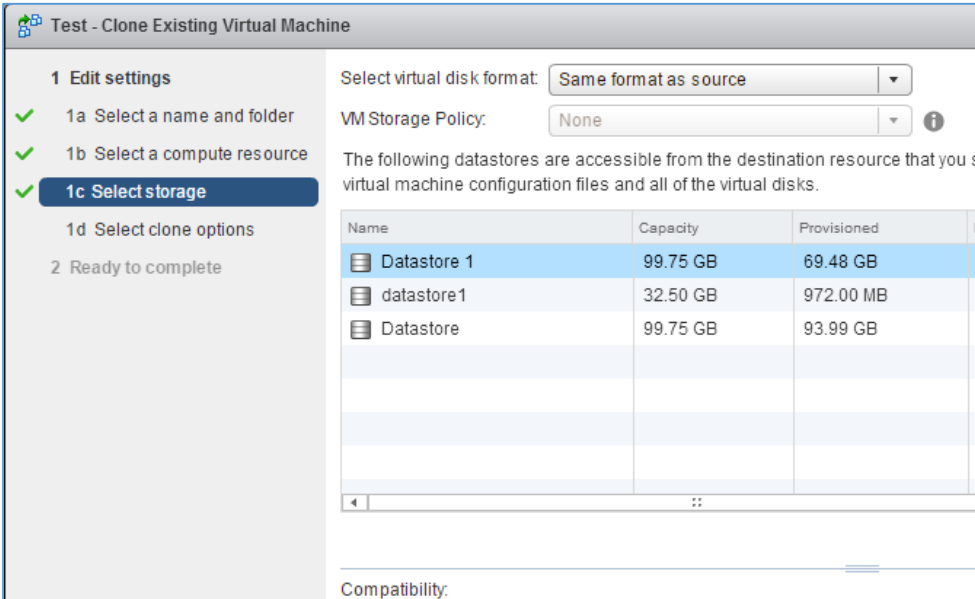 Test - Clone Existing Virtual Machine
1 Edit settings
1a Select a name and folder
1b Select a compute resource
1c Select storage
1d Select clone options
2 Ready to complete
Select virtual disk format: Same format as source
VM Storage Policy: None
The following datastores are accessible from the destination resource that you
virtual machine configuration files and all of the virtual disks.
Name Capacity Provisioned
Datastore 1 99.75 GB 69.48 GB
datastore1 32.50 GB 972.00 MB
Datastore 99.75 GB 93.99 GB
Compatibility: